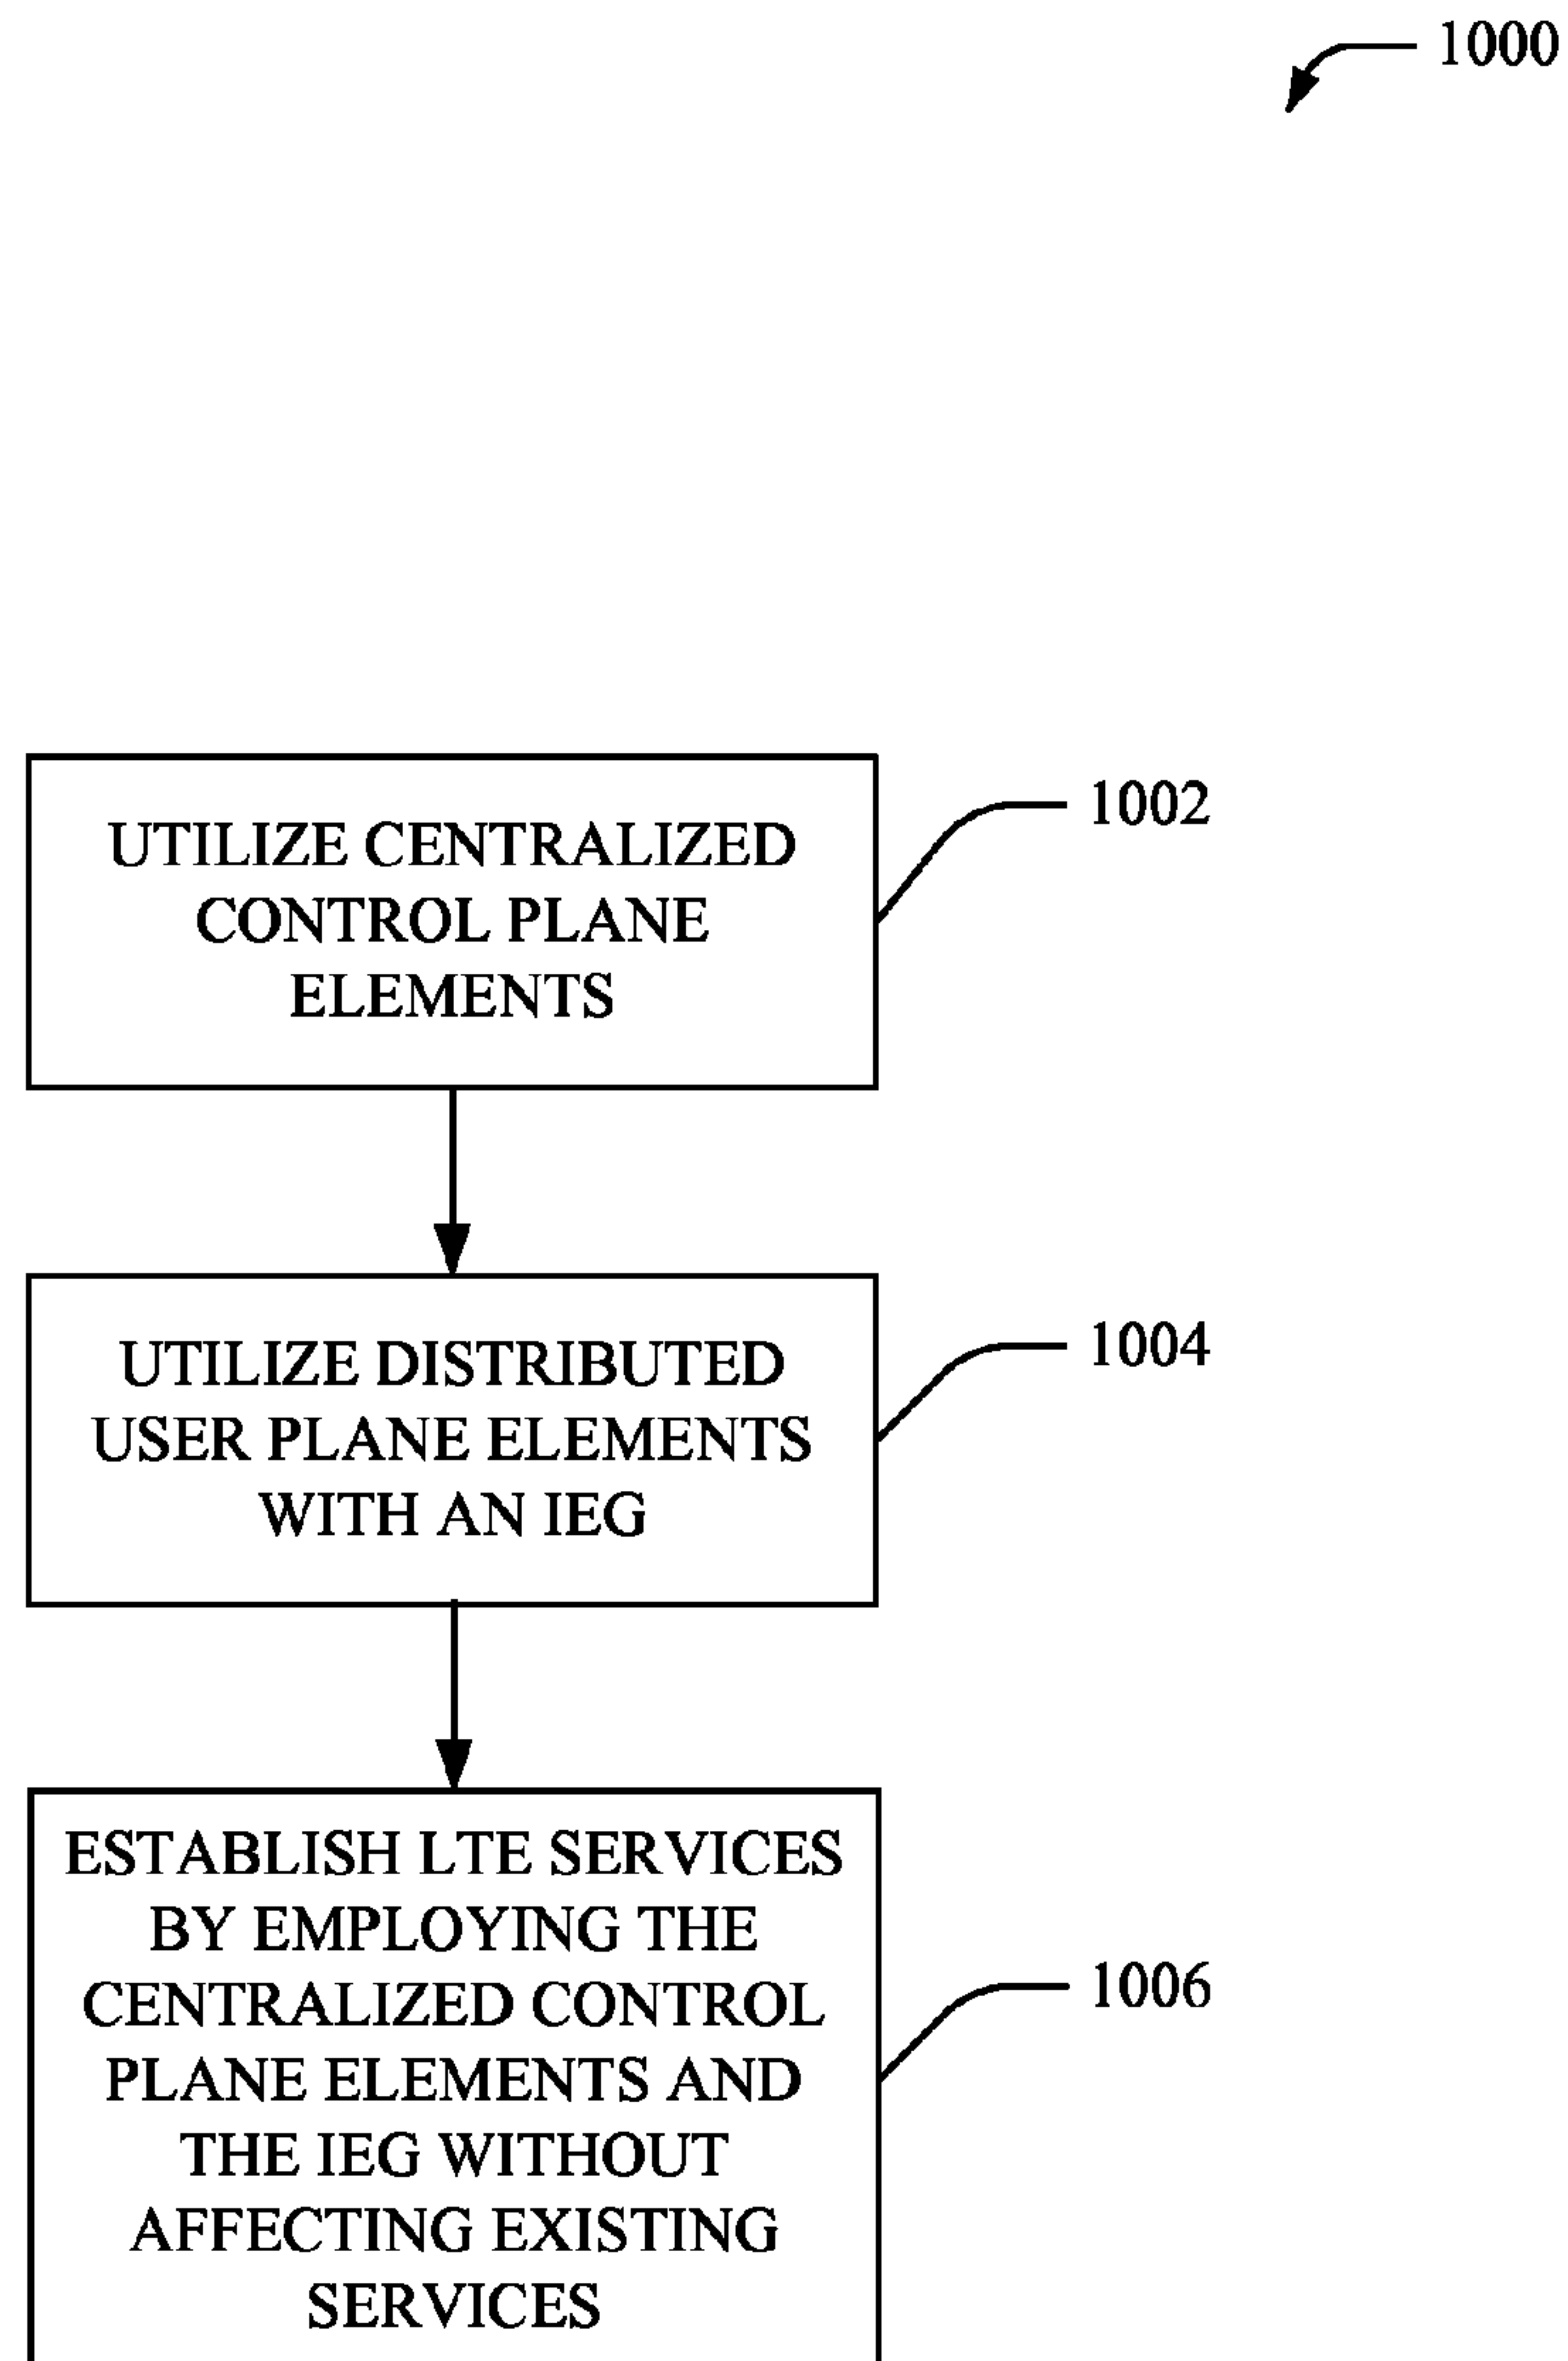 1000
UTILIZE CENTRALIZED
CONTROL PLANE
ELEMENTS
1002
UTILIZE DISTRIBUTED
USER PLANE ELEMENTS
WITH AN IEG
1004
ESTABLISH LTE SERVICES
BY EMPLOYING THE
CENTRALIZED CONTROL
PLANE ELEMENTS AND
THE IEG WITHOUT
AFFECTING EXISTING
SERVICES
1006